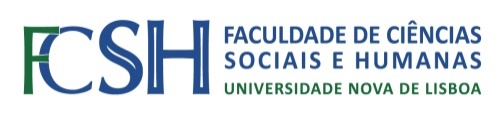 FCSH
FACULDADE DE CIÊNCIAS
SOCIAIS E HUMANAS
UNIVERSIDADE NOVA DE LISBOA